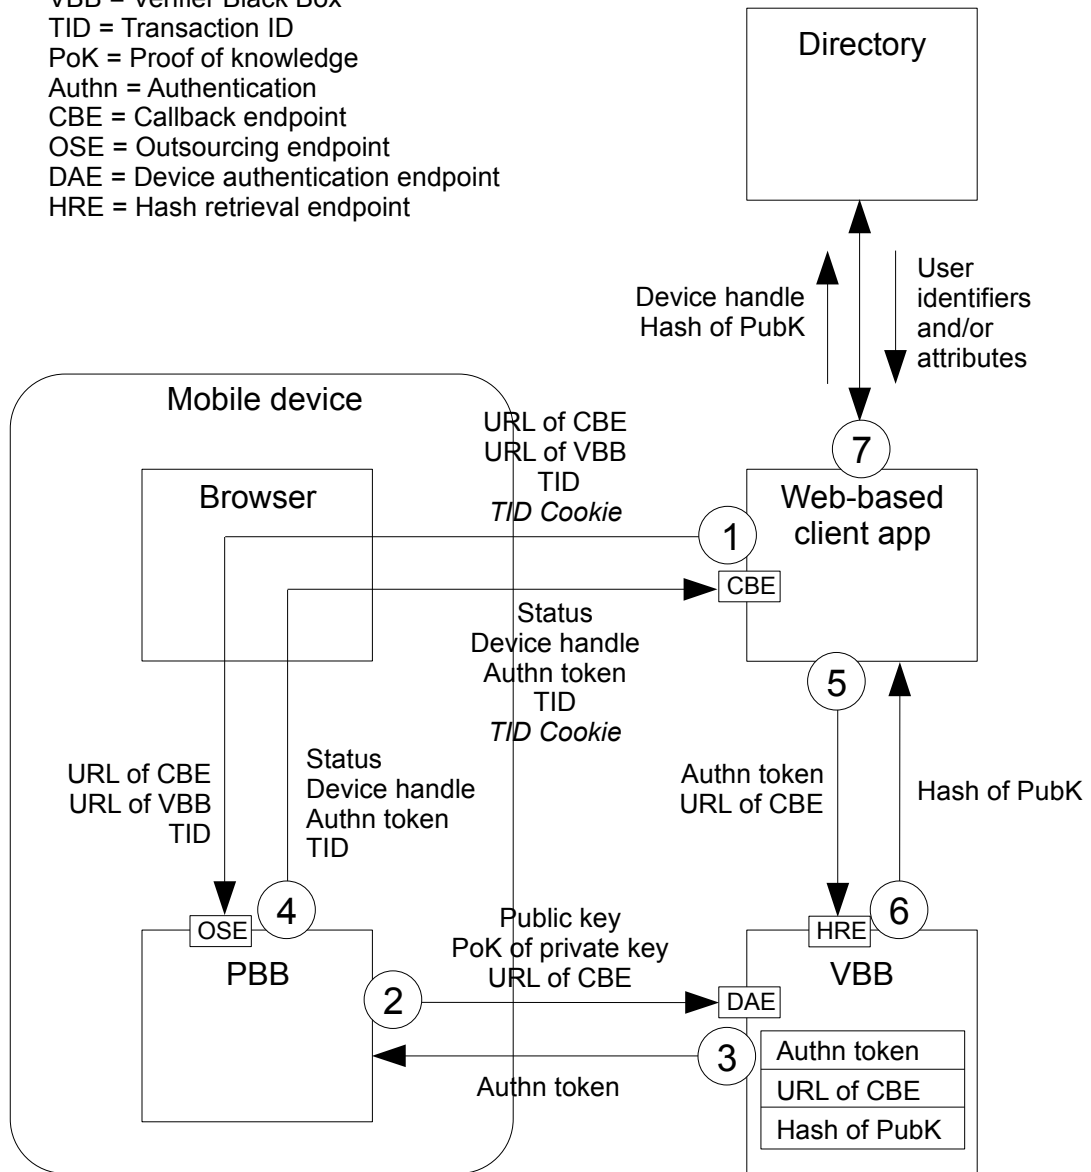 VBB = Verifier Black Box
TID = Transaction ID
PoK = Proof of knowledge
Authn = Authentication
CBE = Callback endpoint
OSE = Outsourcing endpoint
DAE = Device authentication endpoint
HRE = Hash retrieval endpoint
Directory
Device handle
Hash of PubK
User
identifiers
and/or
attributes
Mobile device
URL of CBE
URL of VBB
TID
TID Cookie
7
Browser
Web-based
client app
1
CBE
Status
Device handle
Authn token
TID
TID Cookie
5
URL of CBE
URL of VBB
TID
Status
Device handle
Authn token
TID
Authn token
URL of CBE
Hash of PubK
OSE
4
PBB
Public key
PoK of private key
URL of CBE
HRE
6
VBB
2
DAE
3
Authn token
Authn token
URL of CBE
Hash of PubK